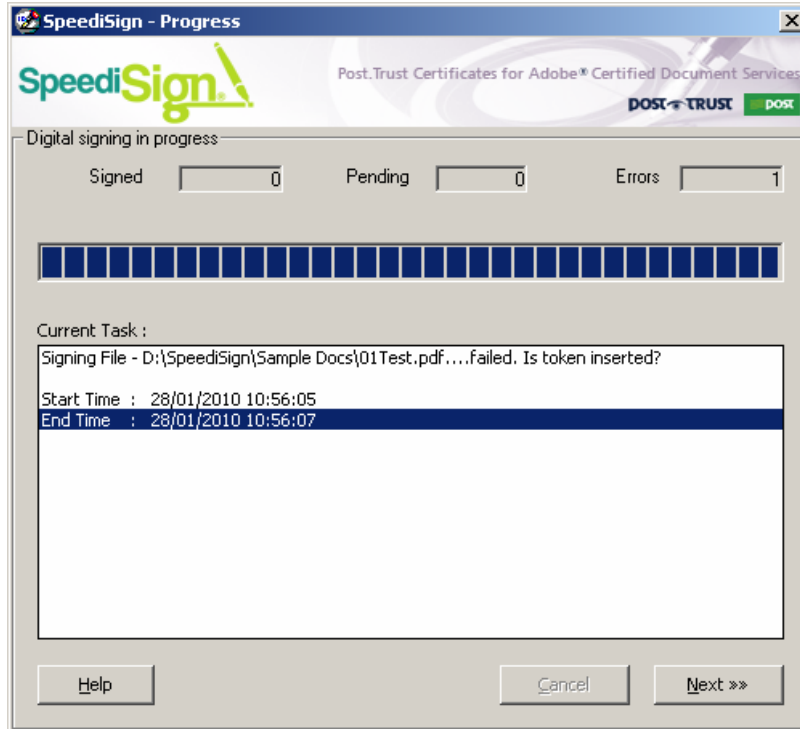 SpeediSign - Progress
SpeediSign®
Post.Trust Certificates for Adobe® Certified Document Services
POST TRUST post
Digital signing in progress
Signed 0 Pending 0 Errors 1
Current Task :
Signing File - D:\SpeediSign\Sample Docs\01Test.pdf....failed. Is token inserted?
Start Time : 28/01/2010 10:56:05
End Time : 28/01/2010 10:56:07
Help Cancel Next »»